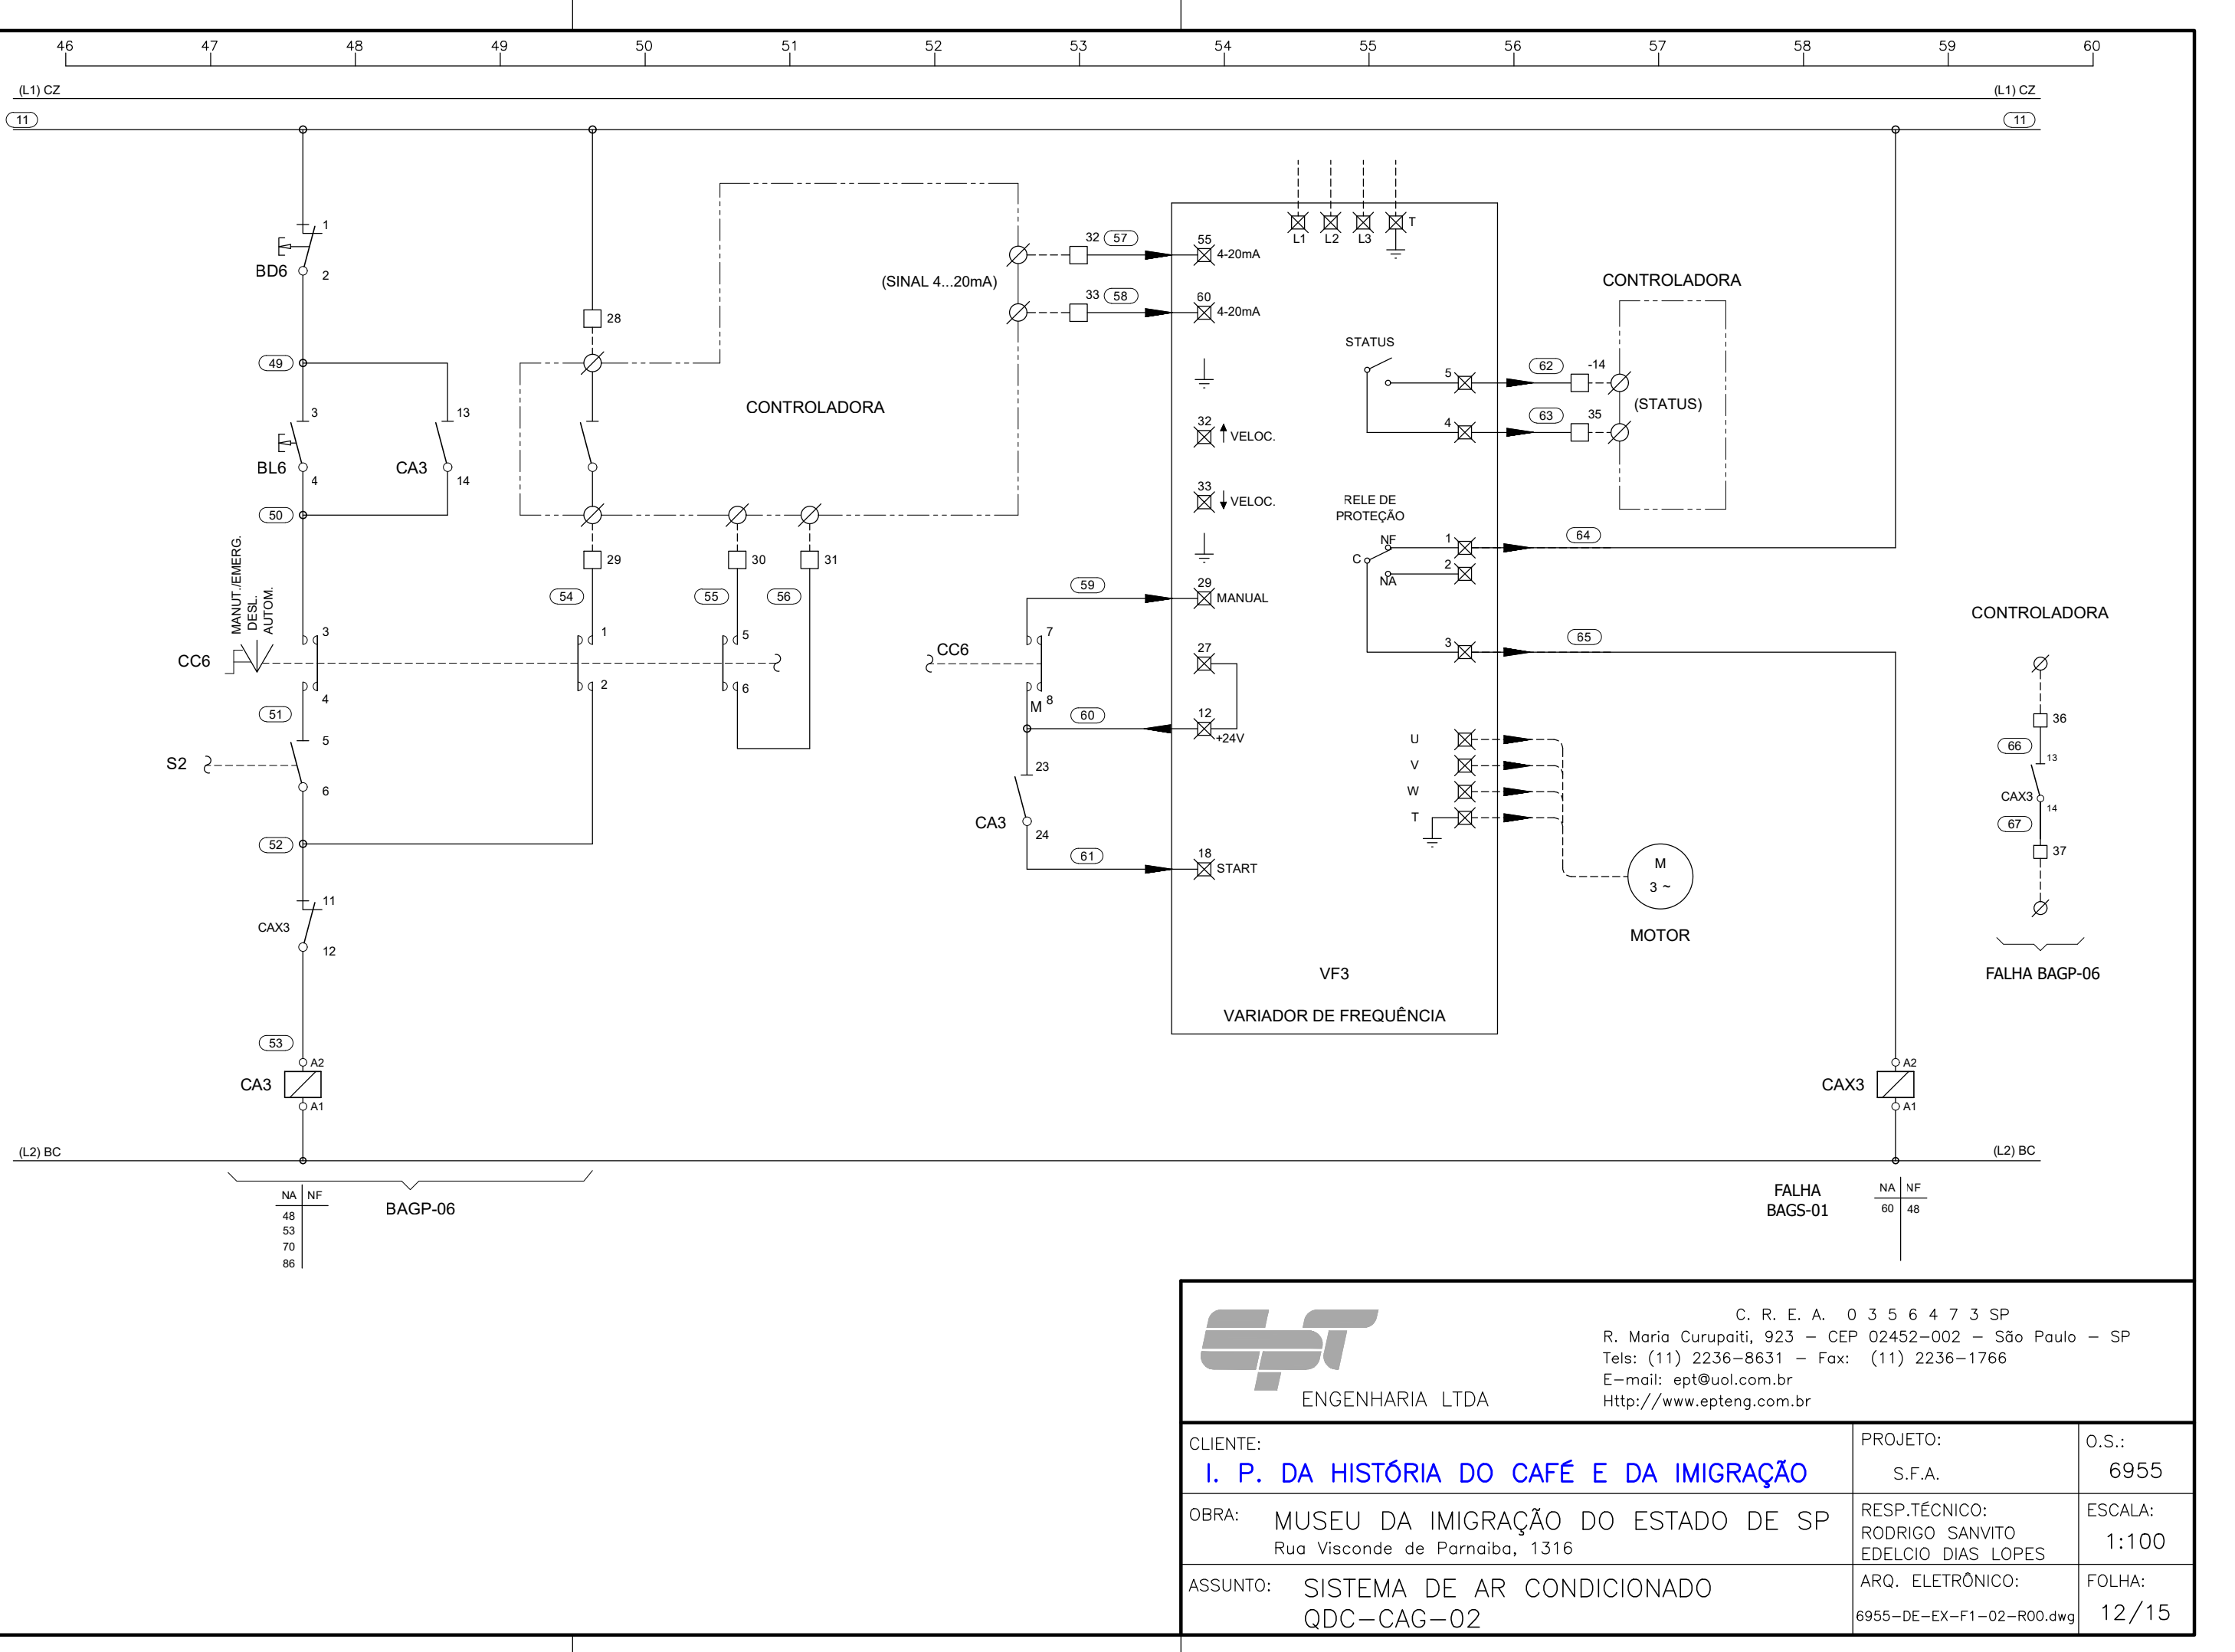 46 47 48 49 50 51 52 53 54 55 56 57 58 59 60
(L1) CZ (L1) CZ
11 11
1
BD6
2
49
3
BL6
4
13
CA3
14
50
MANUT./EMERG.
DESL.
AUTOM.
CC6
3
4
51
S2
5
6
52
CAX3
11
12
53
A2
CA3
A1
28
CONTROLADORA
(SINAL 4...20mA)
29
30
31
54
55
56
1
2
5
6
32 57
33 58
55
4-20mA
60
4-20mA
32
VELOC.
33
VELOC.
59
29
MANUAL
CC6
7
8
M
27
60
12
+24V
23
CA3
24
61
18
START
L1 L2 L3 T
STATUS
5
4
62 -14
63 35
CONTROLADORA
(STATUS)
RELE DE
PROTEÇÃO
NF
C
NA
1
2
3
64
65
U
V
W
T
M
3 ~
MOTOR
VF3
VARIADOR DE FREQUÊNCIA
A2
CAX3
A1
CONTROLADORA
36
66
13
CAX3
14
67
37
FALHA BAGP-06
(L2) BC (L2) BC
NA NF
48
53
70
86
BAGP-06
FALHA
BAGS-01
NA NF
60 48
C. R. E. A. 0 3 5 6 4 7 3 SP
R. Maria Curupaiti, 923 - CEP 02452-002 - São Paulo - SP
Tels: (11) 2236-8631 - Fax: (11) 2236-1766
E-mail: ept@uol.com.br
Http://www.epteng.com.br
ept
ENGENHARIA LTDA
CLIENTE:
I. P. DA HISTÓRIA DO CAFÉ E DA IMIGRAÇÃO
PROJETO:
S.F.A.
O.S.:
6955
OBRA:
MUSEU DA IMIGRAÇÃO DO ESTADO DE SP
Rua Visconde de Parnaiba, 1316
RESP.TÉCNICO:
RODRIGO SANVITO
EDELCIO DIAS LOPES
ESCALA:
1:100
ASSUNTO:
SISTEMA DE AR CONDICIONADO
QDC-CAG-02
ARQ. ELETRÔNICO:
6955-DE-EX-F1-02-R00.dwg
FOLHA:
12/15